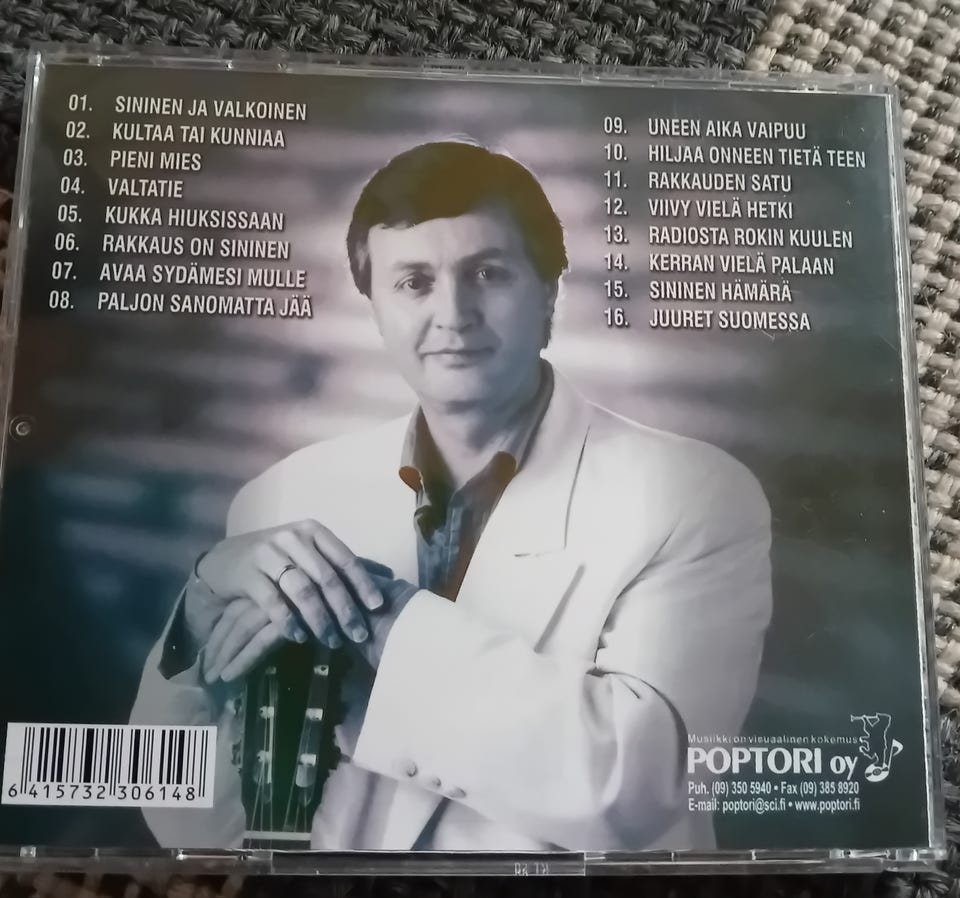 01. SININEN JA VALKOINEN
02. KULTAA TAI KUNNIAA
03. PIENI MIES
04. VALTATIE
05. KUKKA HIUKSISSAAN
06. RAKKAUS ON SININEN
07. AVAA SYDÄMESI MULLE
08. PALJON SANOMATTA JÄÄ
09. UNEEN AIKA VAIPUU
10. HILJAA ONNEEN TIETÄ TEEN
11. RAKKAUDEN SATU
12. VIIVY VIELÄ HETKI
13. RADIOSTA ROKIN KUULEN
14. KERRAN VIELÄ PALAAN
15. SININEN HÄMÄRÄ
16. JUURET SUOMESSA
6 415732 306148
Musiikki on visuaalinen kokemus
POPTORI oy
Puh. (09) 350 5940 • Fax (09) 385 8920
E-mail: poptori@sci.fi • www.poptori.fi